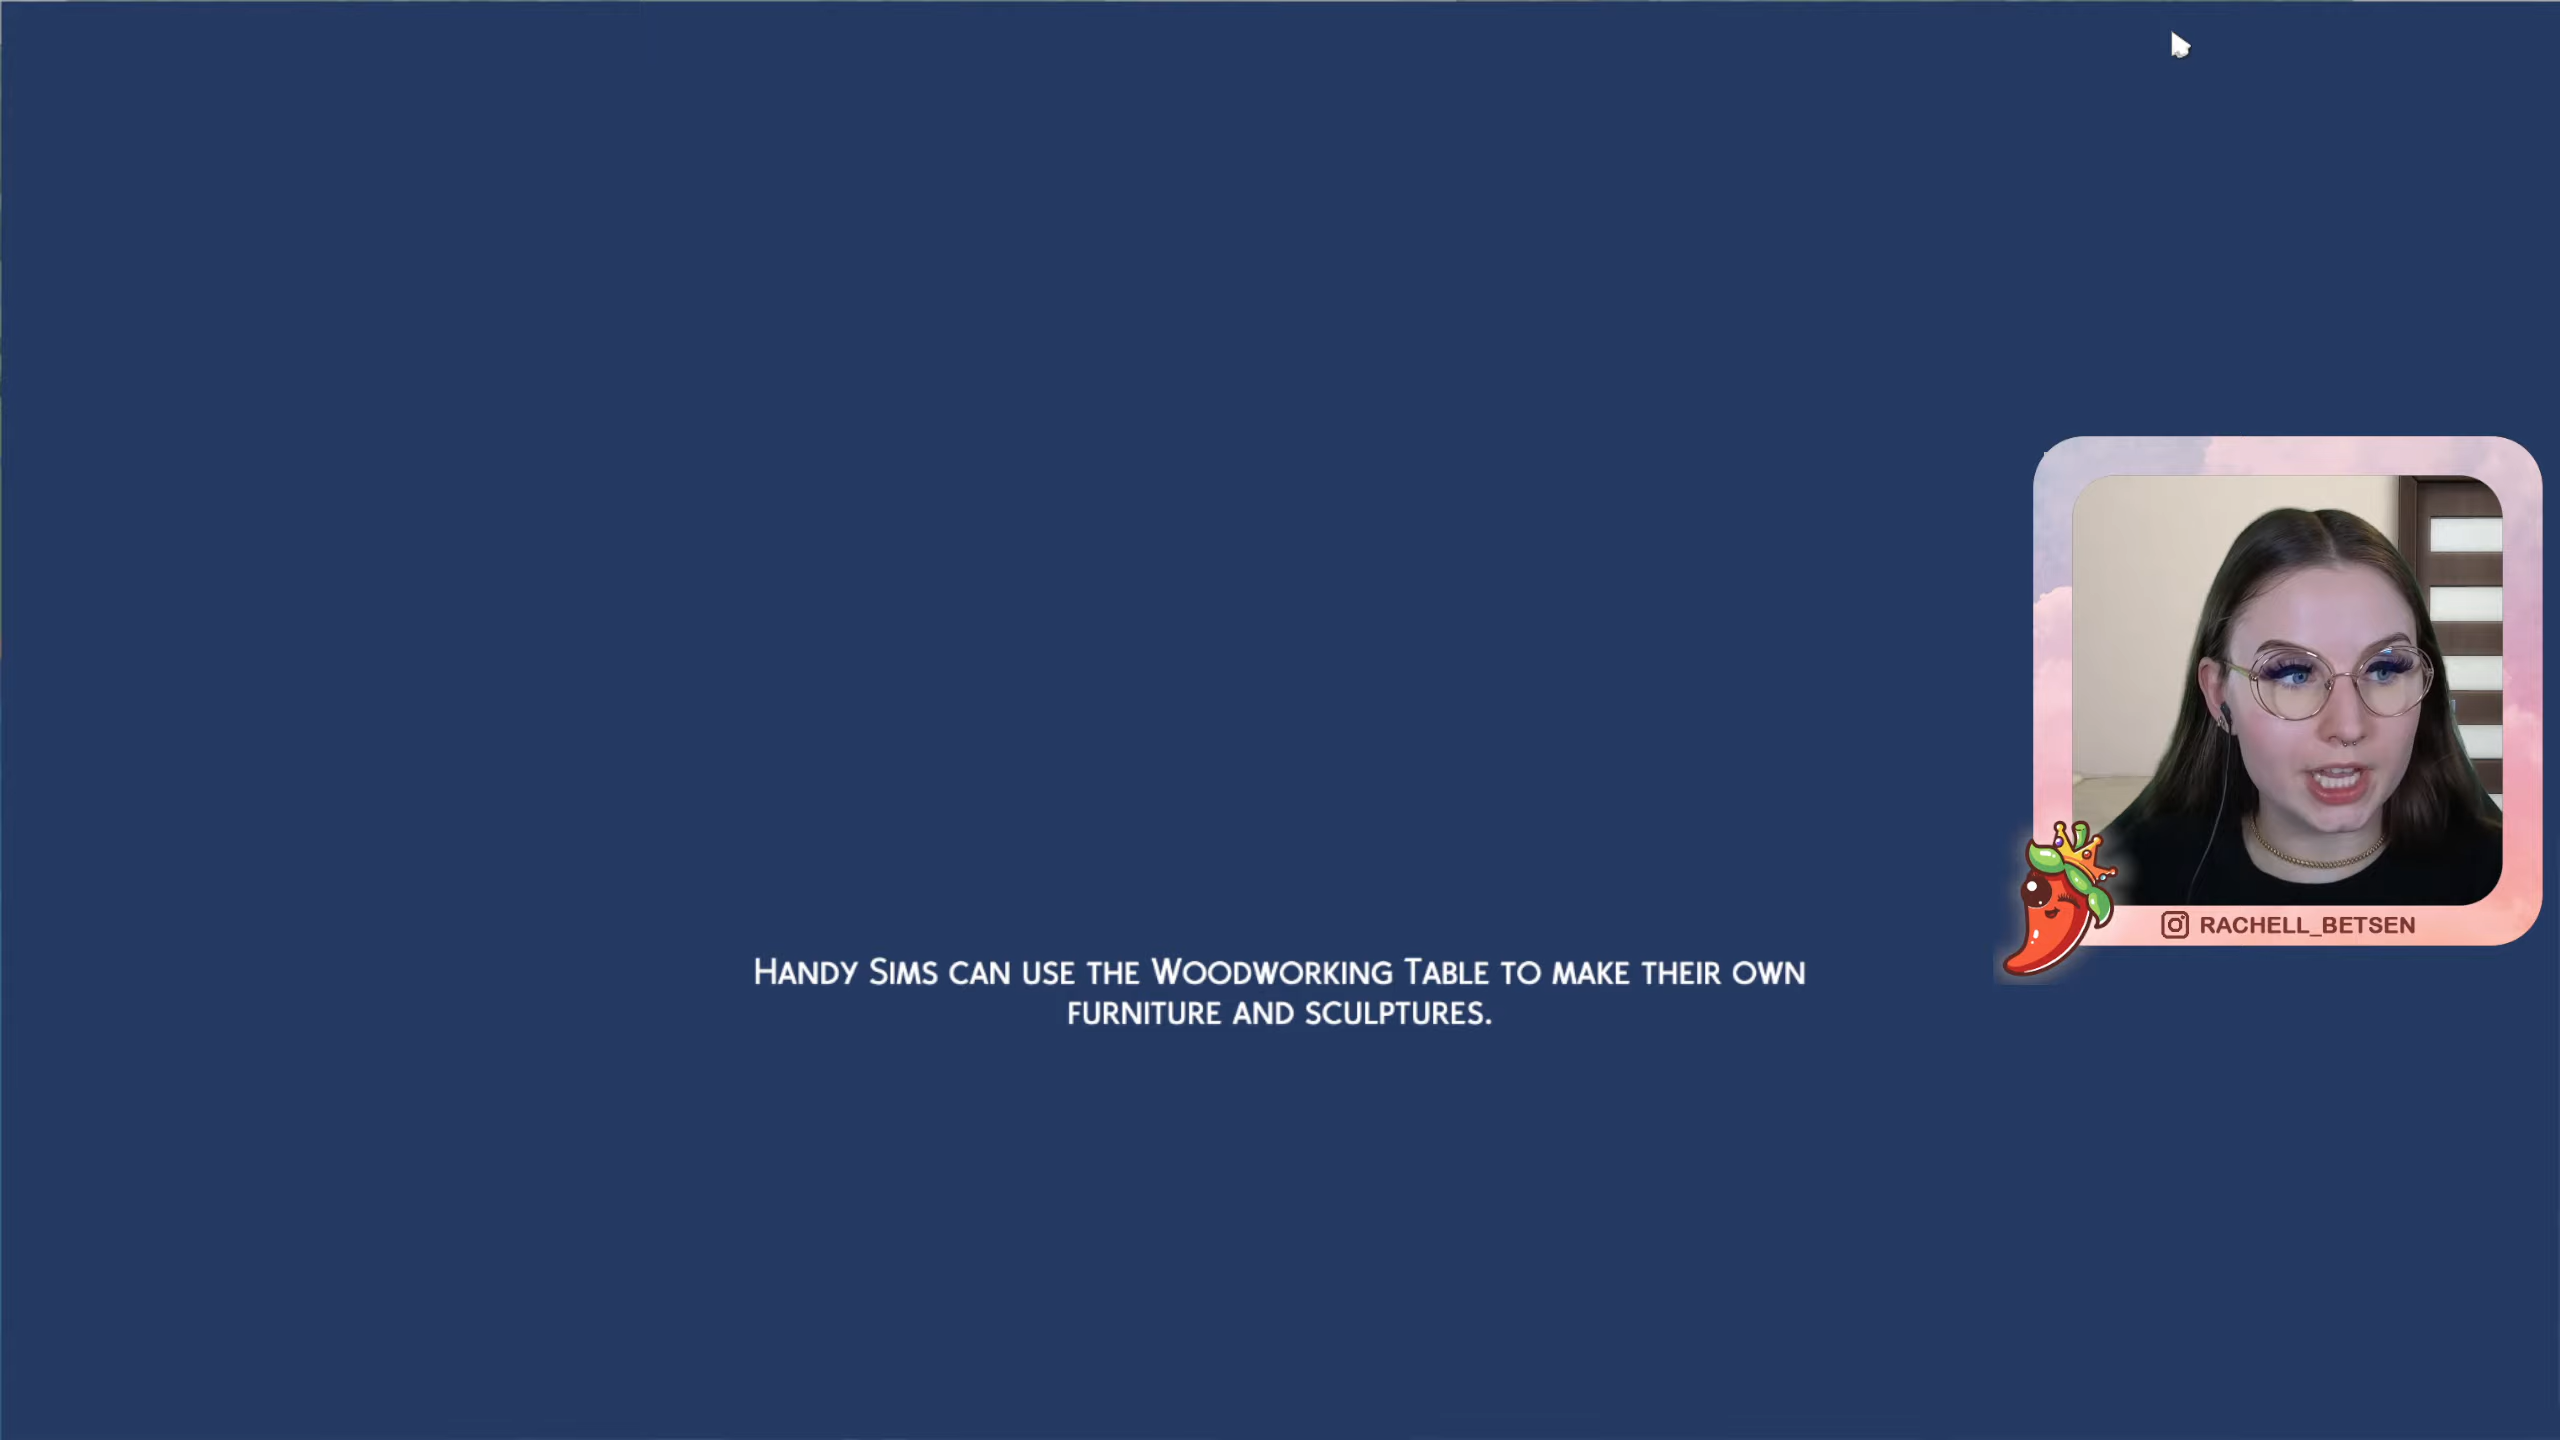 Handy Sims can use the Woodworking Table to make their own
furniture and sculptures.
RACHELL_BETSEN